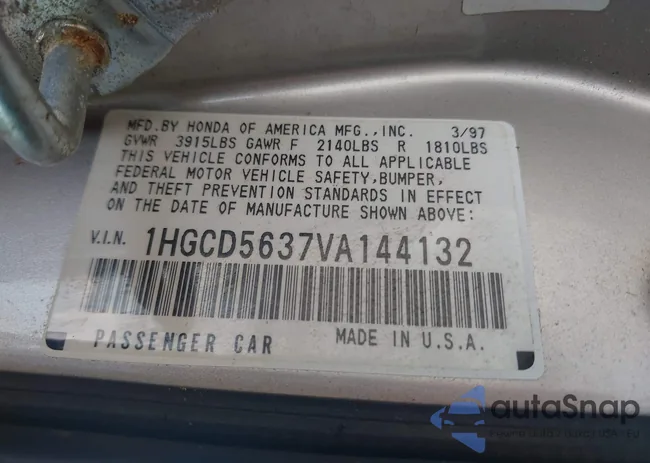 MFD.BY HONDA OF AMERICA MFG.,INC. 3/97
GVWR 3915LBS GAWR F 2140LBS R 1810LBS
THIS VEHICLE CONFORMS TO ALL APPLICABLE
FEDERAL MOTOR VEHICLE SAFETY,BUMPER,
AND THEFT PREVENTION STANDARDS IN EFFECT
ON THE DATE OF MANUFACTURE SHOWN ABOVE:
V.I.N. 1HGCD5637VA144132
PASSENGER CAR MADE IN U.S.A.
autoSnap